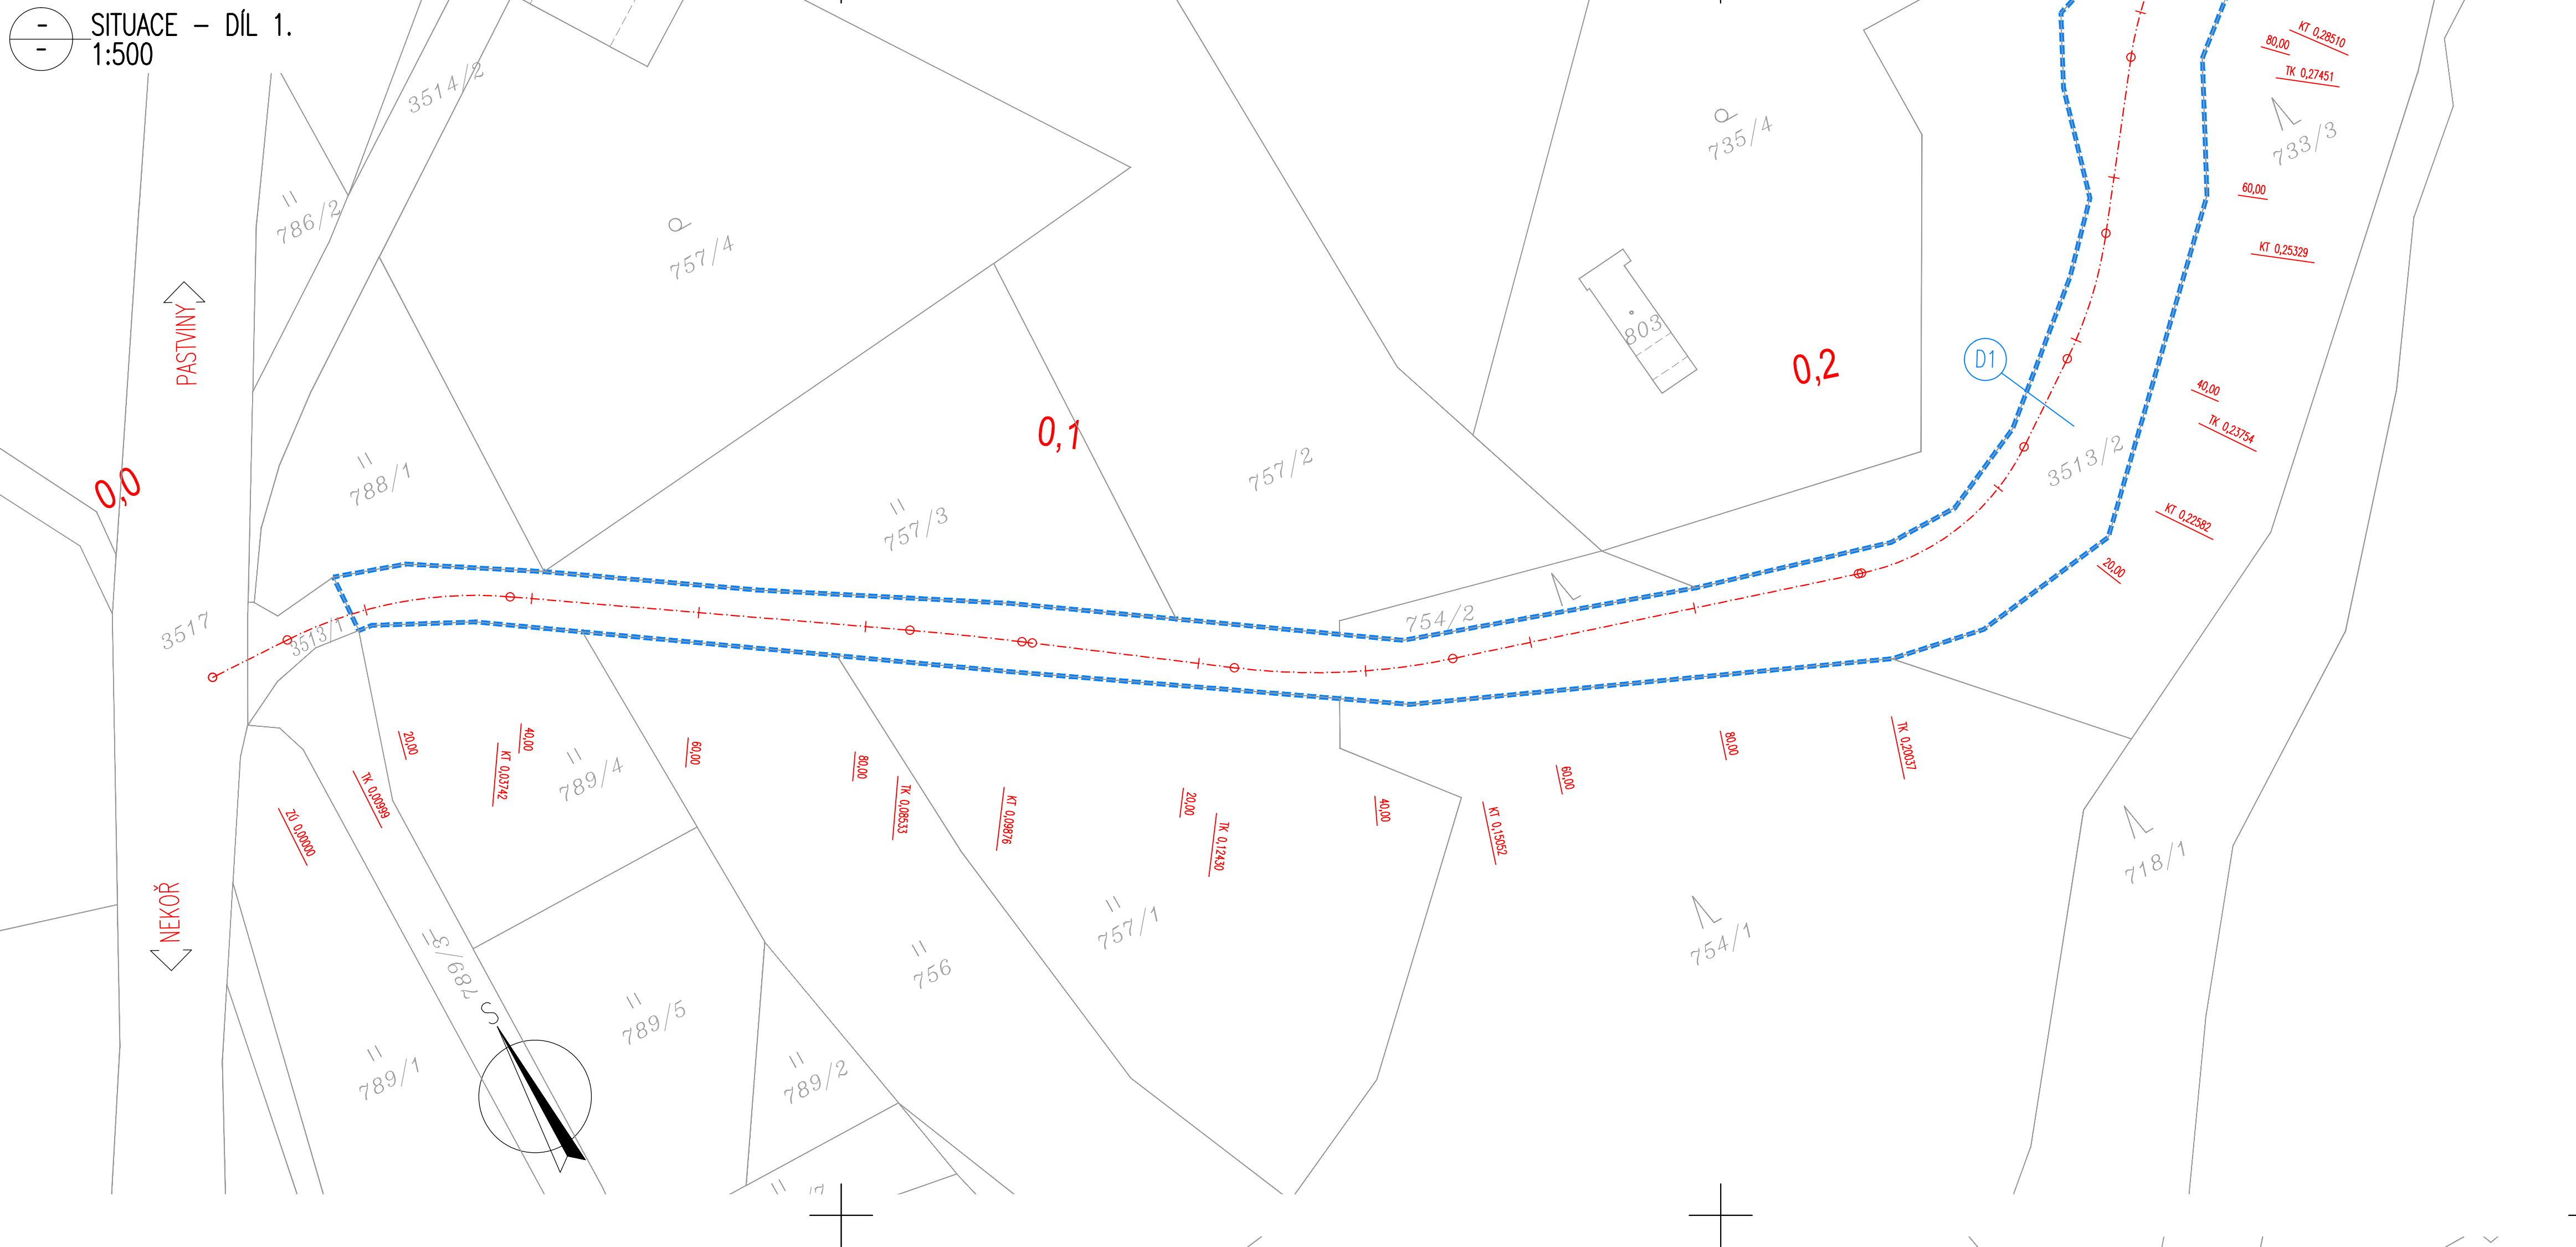 -
-
SITUACE – DÍL 1.
1:500
3514/2
KT 0,28510
80,00
TK 0,27451
735/4
733/3
786/2
60,00
757/4
KT 0,25329
PASTVINY
803
0,2
D1
40,00
0,1
TK 0,23754
0,0
788/1
757/2
3513/2
757/3
KT 0,22582
20,00
754/2
3517
3513/1
20,00
40,00
60,00
80,00
80,00
TK 0,20037
KT 0,03742
789/4
60,00
TK 0,00999
TK 0,08533
KT 0,09876
20,00
40,00
ZÚ 0,00000
TK 0,12430
KT 0,15052
718/1
NEKOŘ
757/1
754/1
789/3
756
S
789/5
789/1
789/2